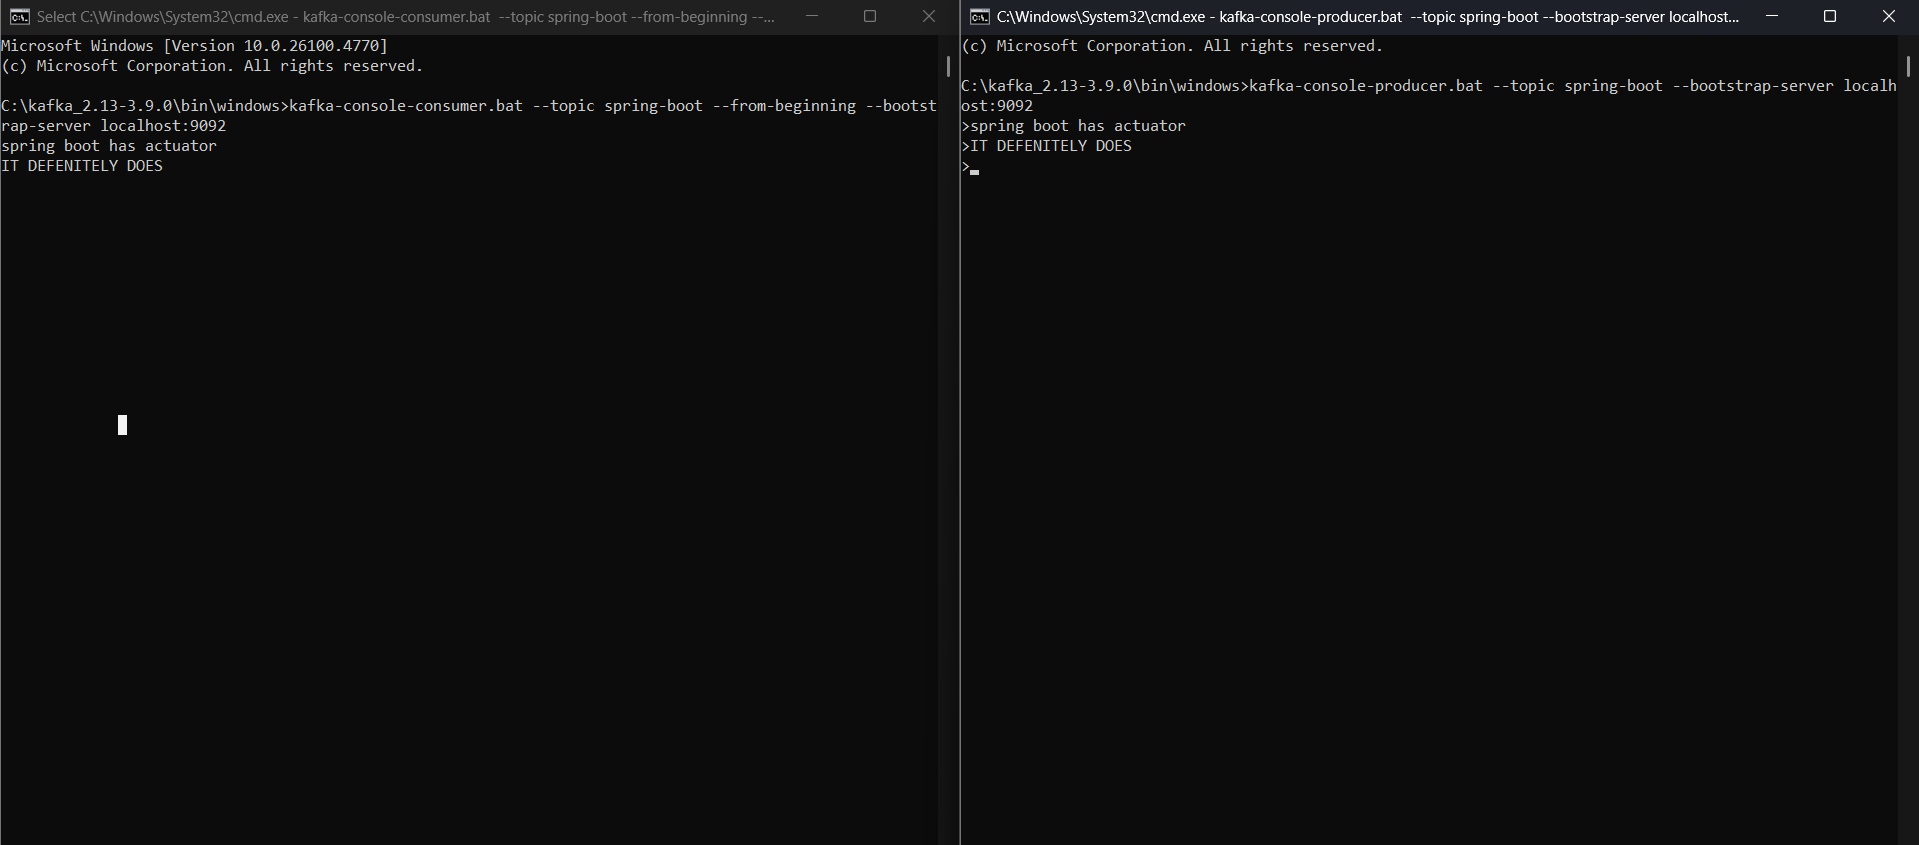 Select C:\Windows\System32\cmd.exe - kafka-console-consumer.bat  --topic spring-boot --from-beginning --...
Microsoft Windows [Version 10.0.26100.4770]
(c) Microsoft Corporation. All rights reserved.
C:\kafka_2.13-3.9.0\bin\windows>kafka-console-consumer.bat --topic spring-boot --from-beginning --bootst
rap-server localhost:9092
spring boot has actuator
IT DEFENITELY DOES
C:\Windows\System32\cmd.exe - kafka-console-producer.bat  --topic spring-boot --bootstrap-server localhost...
(c) Microsoft Corporation. All rights reserved.
C:\kafka_2.13-3.9.0\bin\windows>kafka-console-producer.bat --topic spring-boot --bootstrap-server localh
ost:9092
>spring boot has actuator
>IT DEFENITELY DOES
>